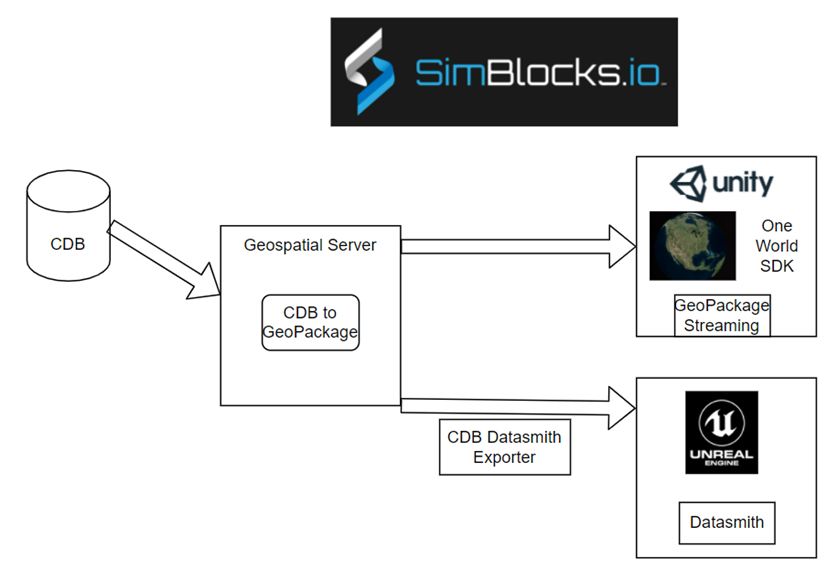 SimBlocks.io
CDB
Geospatial Server
CDB to
GeoPackage
unity
One
World
SDK
GeoPackage
Streaming
CDB Datasmith
Exporter
UNREAL
ENGINE
Datasmith